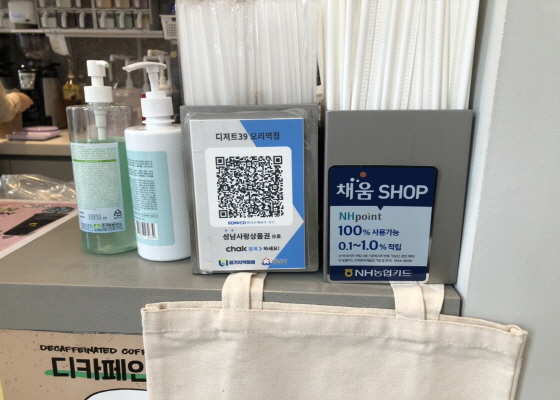 디저트39 오리역점
성남사랑상품권 으로
chak 결제 하세요!
경기지역화폐
채움 SHOP
NHpoint
100% 사용가능
0.1~1.0% 적립
NH농협카드
DECAFFEINATED COFF
디카페인